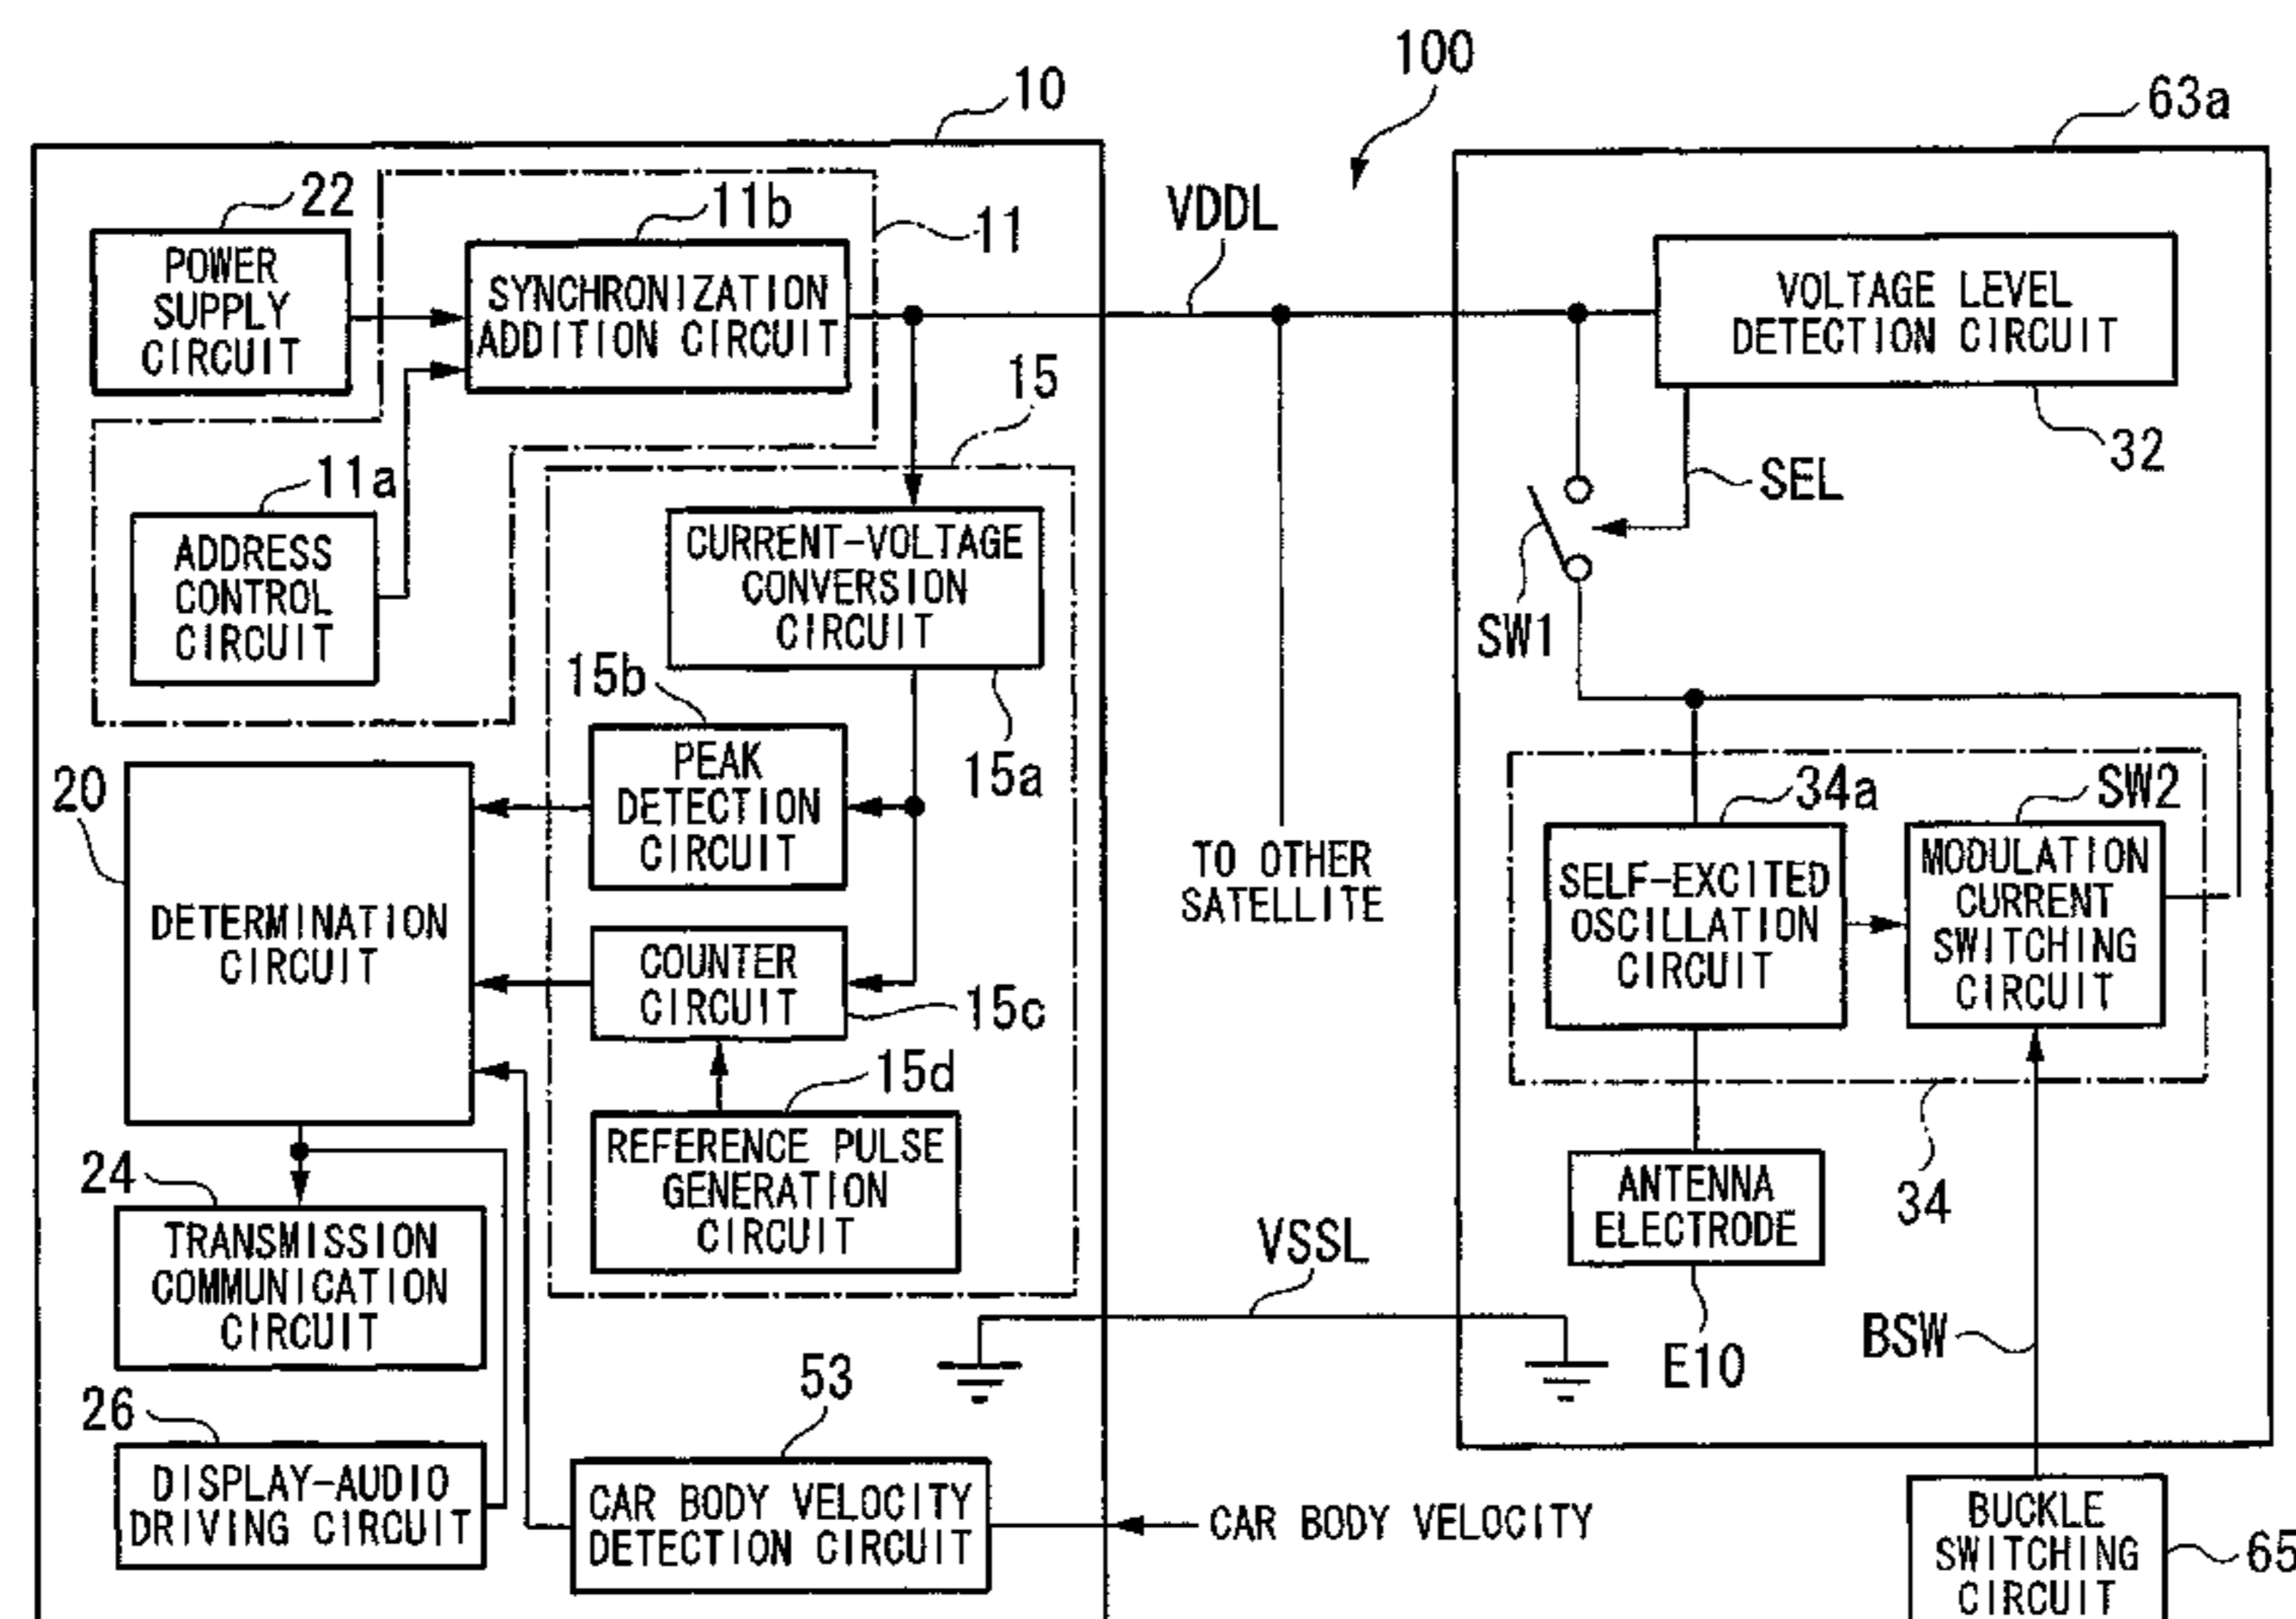 100
10
63a
22
11b
11
VDDL
POWER
SUPPLY
CIRCUIT
SYNCHRONIZATION
ADDITION CIRCUIT
VOLTAGE LEVEL
DETECTION CIRCUIT
32
SEL
SW1
15
11a
ADDRESS
CONTROL
CIRCUIT
CURRENT-VOLTAGE
CONVERSION
CIRCUIT
15a
15b
PEAK
DETECTION
CIRCUIT
20
DETERMINATION
CIRCUIT
COUNTER
CIRCUIT
15c
15d
REFERENCE PULSE
GENERATION
CIRCUIT
TO OTHER
SATELLITE
34a
SW2
SELF-EXCITED
OSCILLATION
CIRCUIT
MODULATION
CURRENT
SWITCHING
CIRCUIT
34
ANTENNA
ELECTRODE
E10
BSW
VSSL
24
TRANSMISSION
COMMUNICATION
CIRCUIT
26
DISPLAY-AUDIO
DRIVING CIRCUIT
53
CAR BODY VELOCITY
DETECTION CIRCUIT
CAR BODY VELOCITY
BUCKLE
SWITCHING
CIRCUIT
65